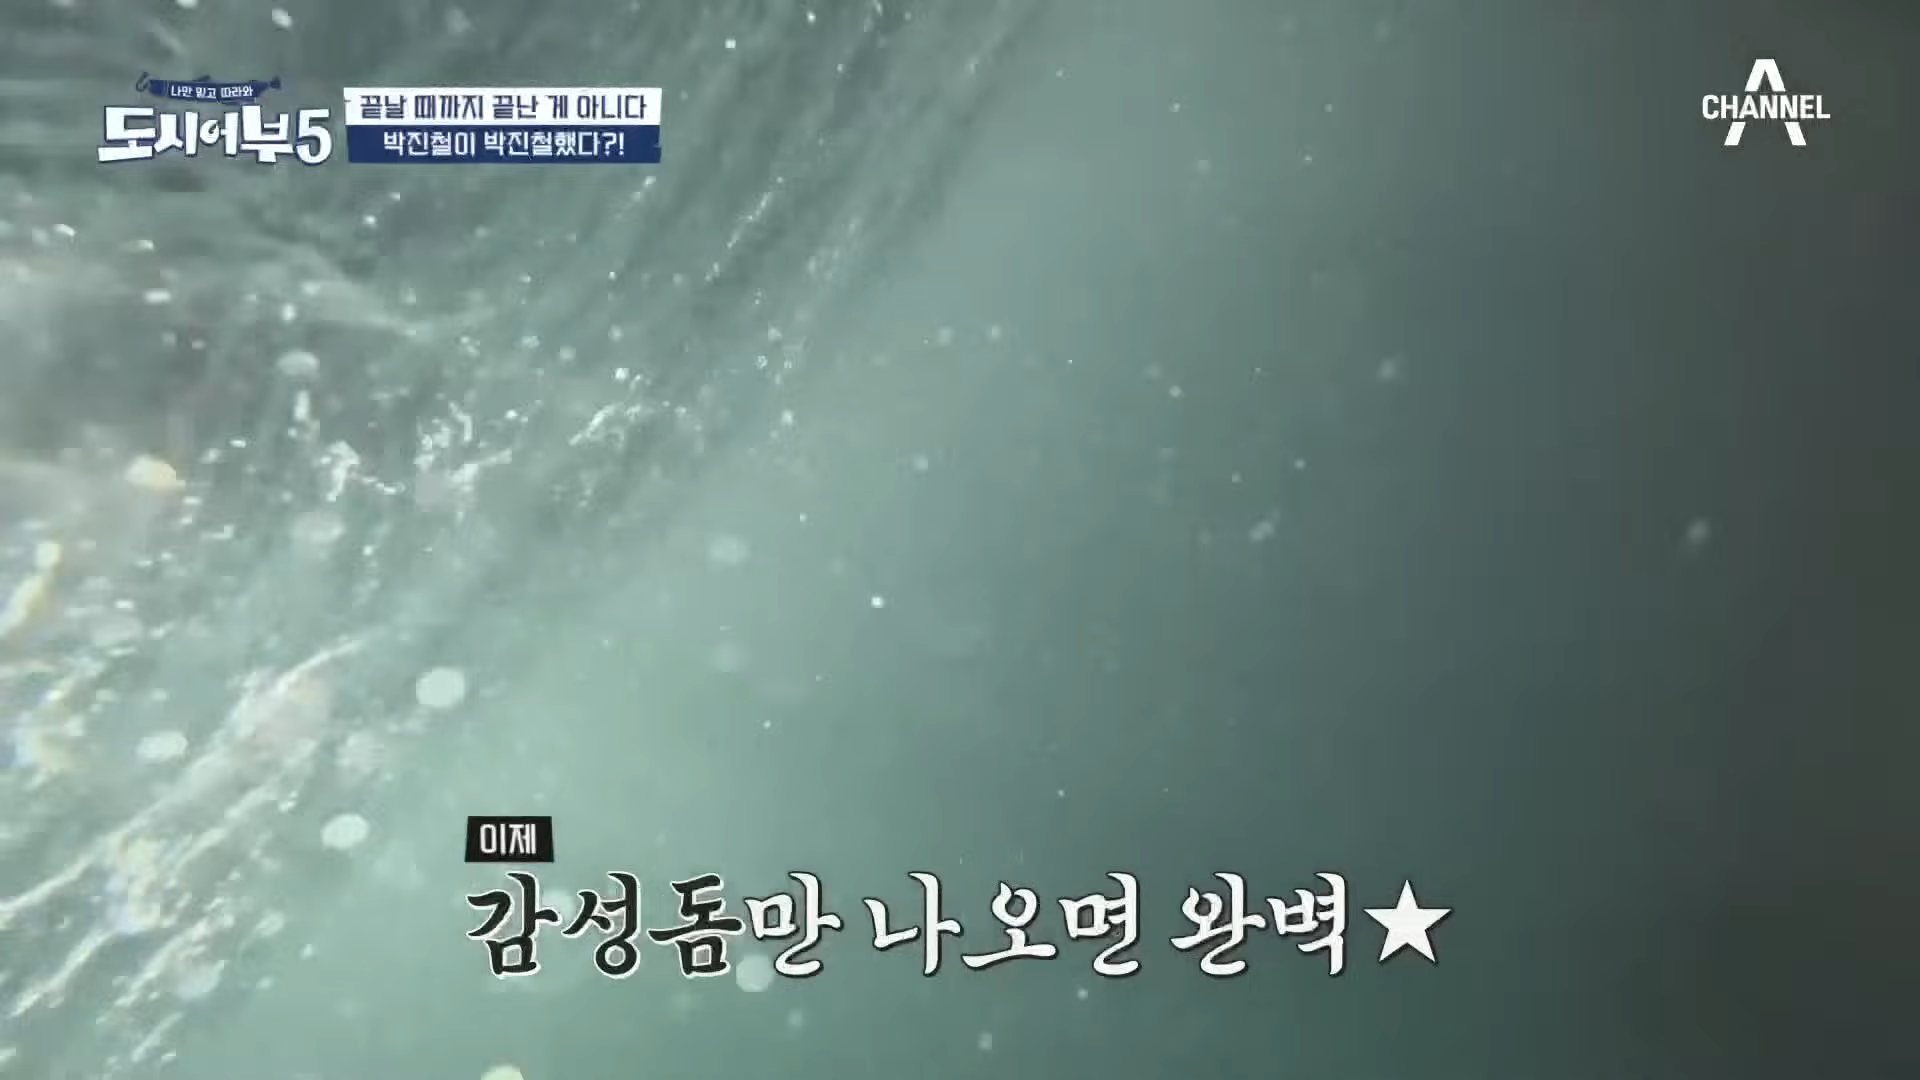 나만 믿고 따라와
도시어부5
끝날 때까지 끝난 게 아니다
박진철이 박진철했다?!
CHANNEL A
이제
감성돔만 나오면 완벽★